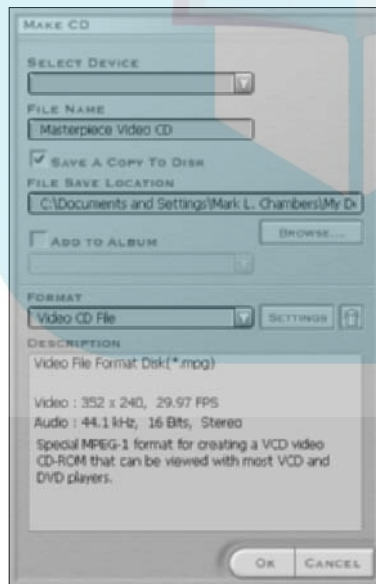 MAKE CD
SELECT DEVICE
FILE NAME
Masterpiece Video CD
SAVE A COPY TO DISK
FILE SAVE LOCATION
C:\Documents and Settings\Mark L. Chambers\My De
ADD TO ALBUM
BROWSE...
FORMAT
Video CD File
SETTINGS
DESCRIPTION
Video File Format Disk(*.mpg)
Video : 352 x 240, 29.97 FPS
Audio : 44.1 kHz, 16 Bits, Stereo
Special MPEG-1 format for creating a VCD video
CD-ROM that can be viewed with most VCD and
DVD players.
OK
CANCEL